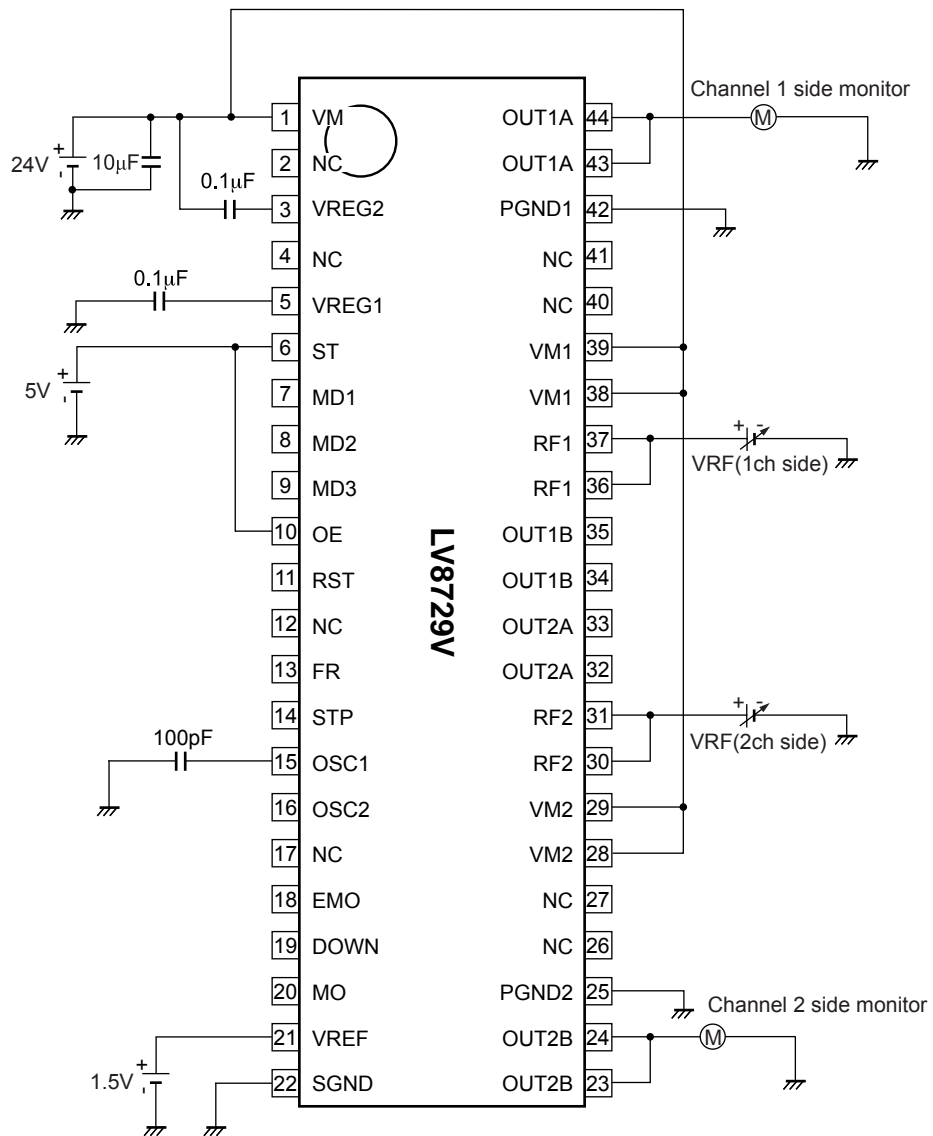 Channel 1 side monitor
1 VM OUT1A 44 M
24V + - 10µF
2 NC OUT1A 43
0.1µF
3 VREG2 PGND1 42
4 NC NC 41
0.1µF
5 VREG1 NC 40
6 ST VM1 39
5V + -
7 MD1 VM1 38
8 MD2 RF1 37 + -
VRF(1ch side)
9 MD3 RF1 36
10 OE OUT1B 35
LV8729V
11 RST OUT1B 34
12 NC OUT2A 33
13 FR OUT2A 32
14 STP RF2 31 + -
VRF(2ch side)
100pF
15 OSC1 RF2 30
16 OSC2 VM2 29
17 NC VM2 28
18 EMO NC 27
19 DOWN NC 26
20 MO PGND2 25
Channel 2 side monitor
21 VREF OUT2B 24 M
1.5V + -
22 SGND OUT2B 23